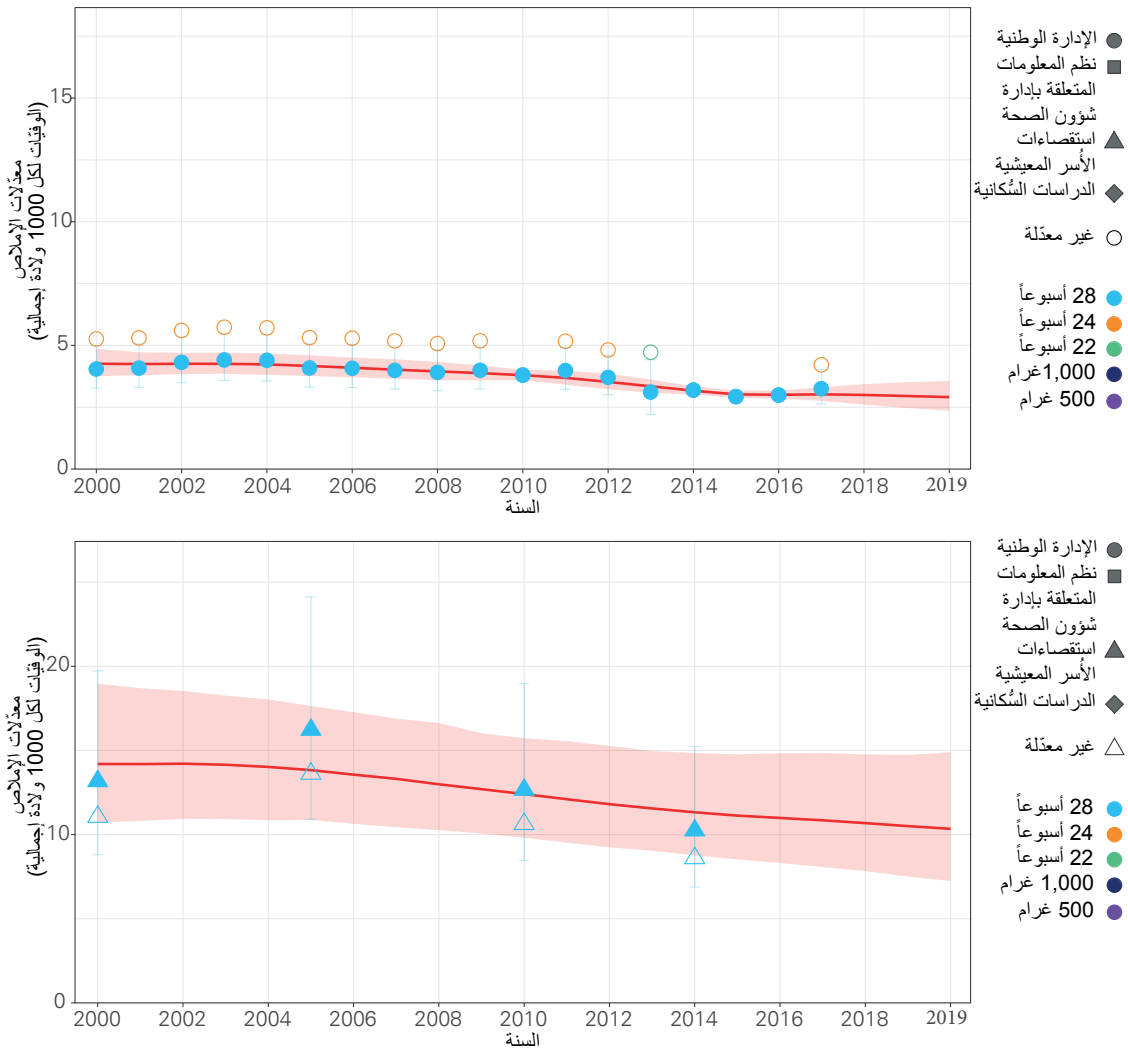 معدّلات الإملاص
(الوفيّات لكل 1000 ولادة إجمالية)
15
10
5
0
2000 2002 2004 2006 2008 2010 2012 2014 2016 2018 2019
السنة
الإدارة الوطنية
نظم المعلومات
المتعلقة بإدارة
شؤون الصحة
استقصاءات
الأُسر المعيشية
الدراسات السُّكانية
غير معدّلة
28 أسبوعاً
24 أسبوعاً
22 أسبوعاً
1,000غرام
500 غرام
معدّلات الإملاص
(الوفيّات لكل 1000 ولادة إجمالية)
20
10
0
2000 2002 2004 2006 2008 2010 2012 2014 2016 2018 2019
السنة
الإدارة الوطنية
نظم المعلومات
المتعلقة بإدارة
شؤون الصحة
استقصاءات
الأُسر المعيشية
الدراسات السُّكانية
غير معدّلة
28 أسبوعاً
24 أسبوعاً
22 أسبوعاً
1,000 غرام
500 غرام